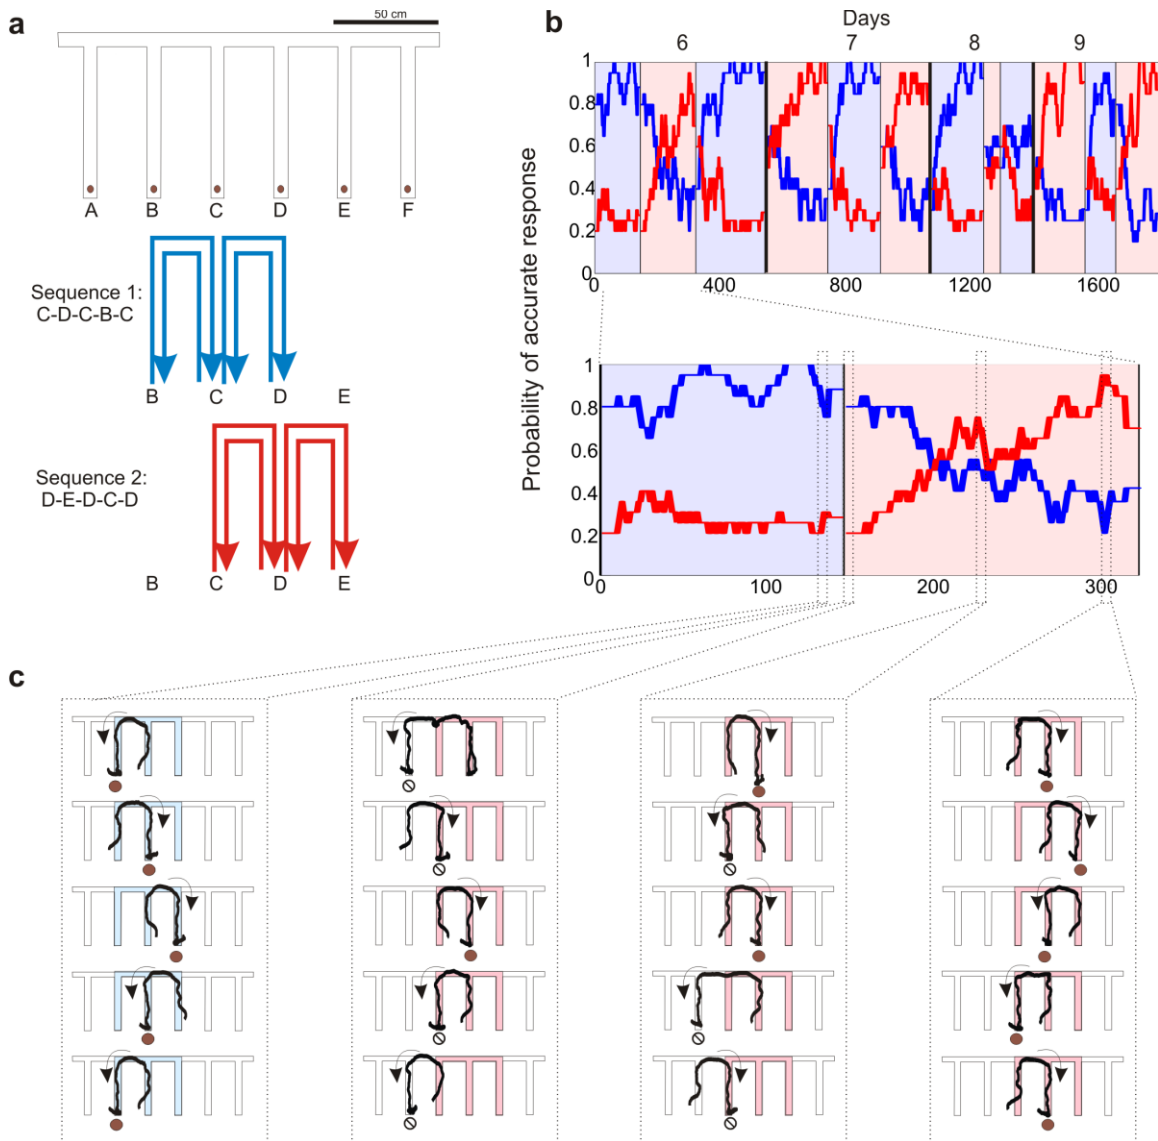 a
50 cm
A B C D E F
Sequence 1:
C-D-C-B-C
B C D E
Sequence 2:
D-E-D-C-D
B C D E
b
Days
6 7 8 9
Probability of accurate response
1
0.8
0.6
0.4
0.2
0
0 400 800 1200 1600
1
0.8
0.6
0.4
0.2
0
0 100 200 300
c